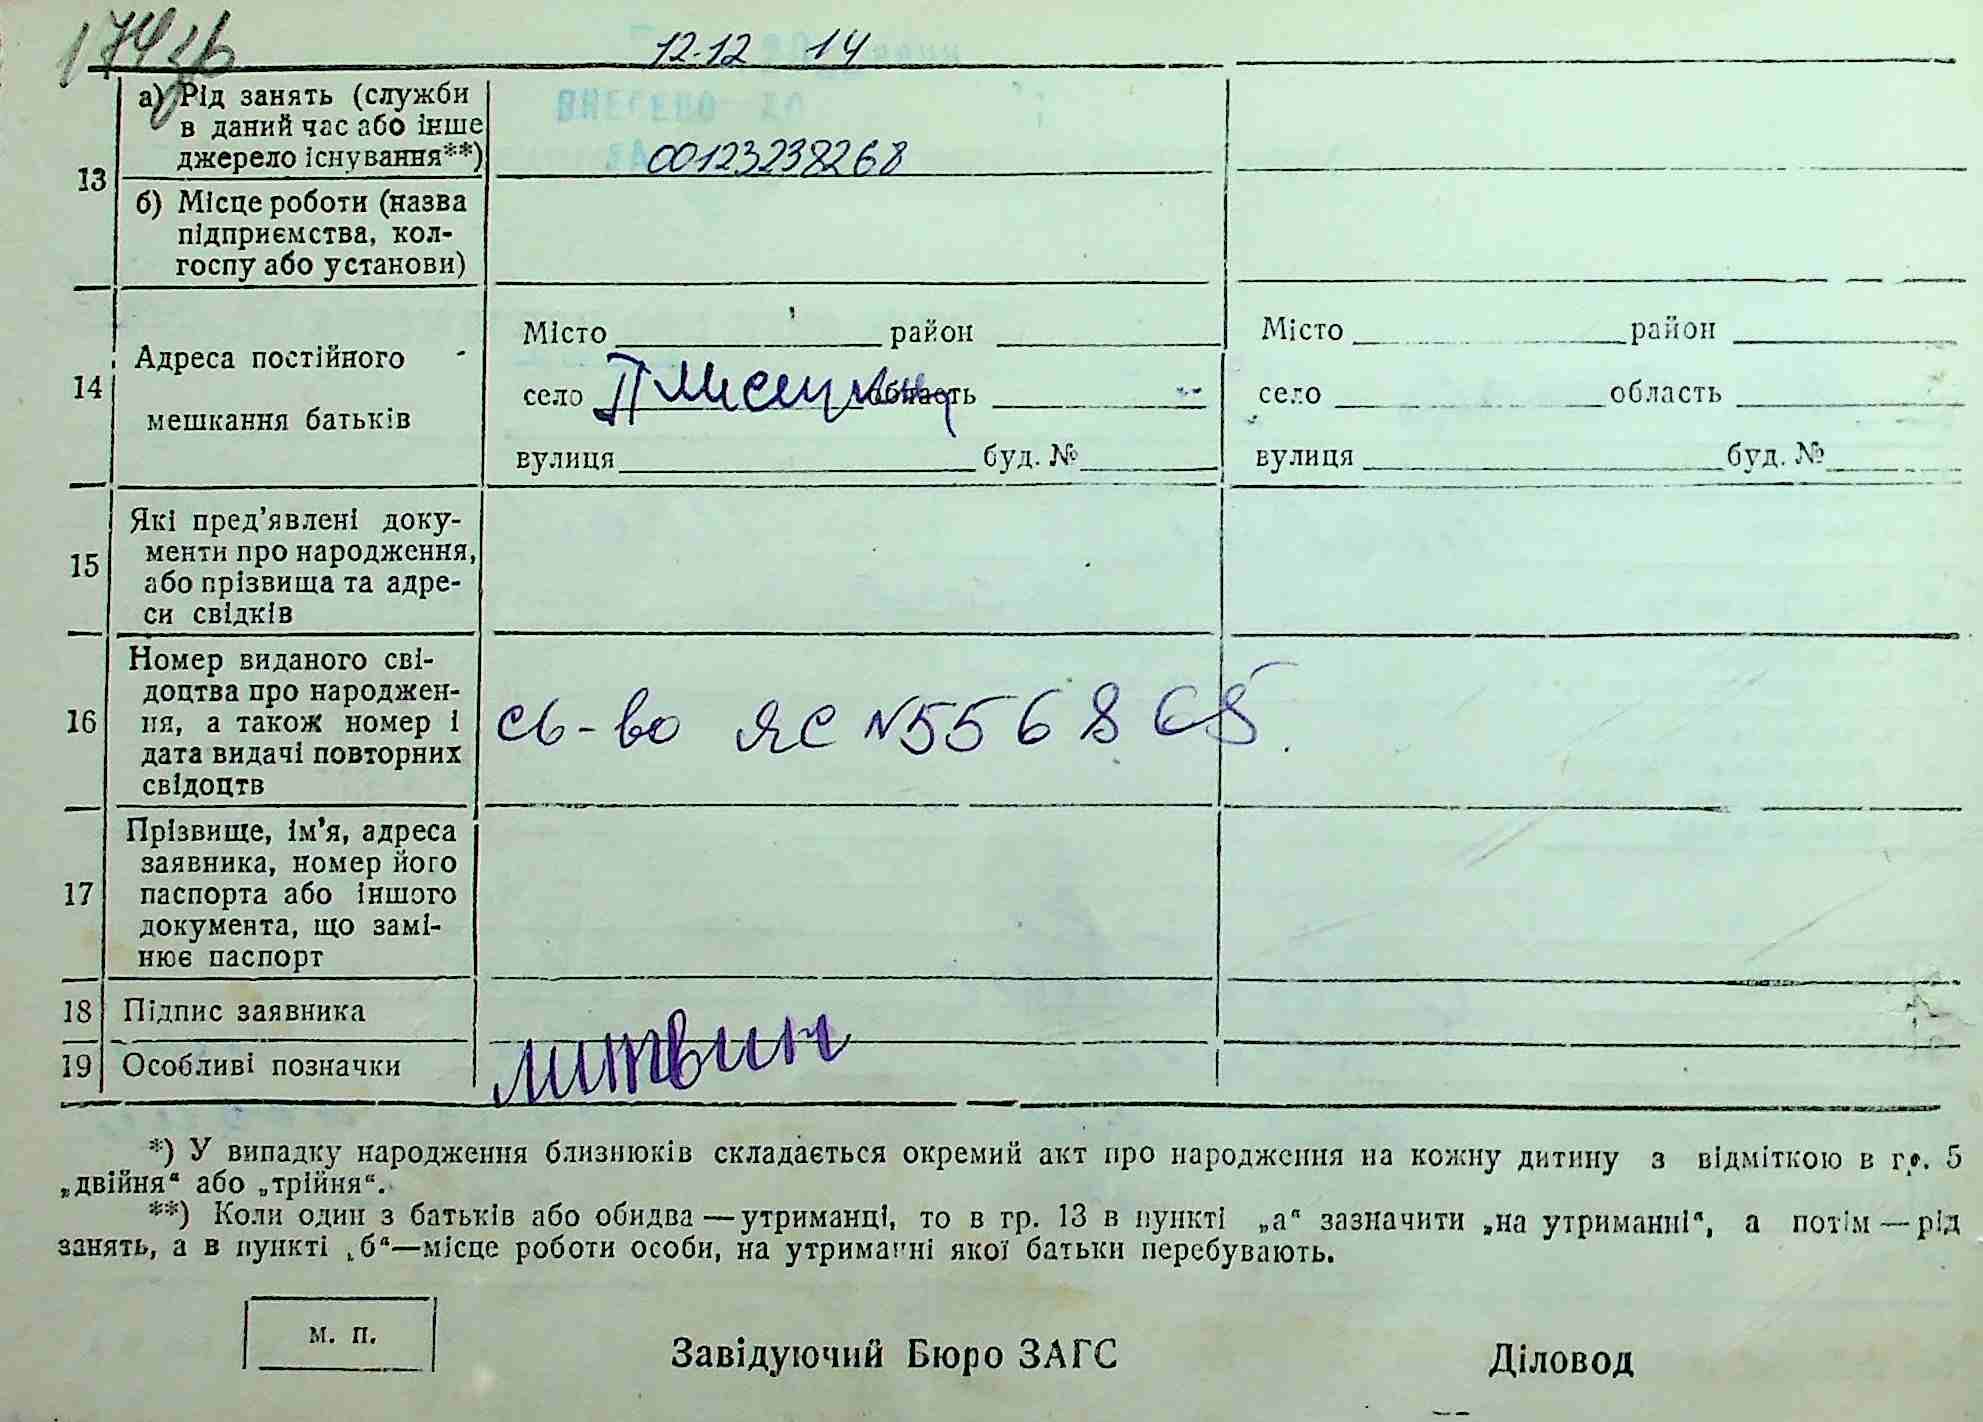 12.12 14
13
а) Рід занять (служби
в даний час або інше
джерело існування**)
00123238268
б) Місце роботи (назва
підприємства, кол-
госпу або установи)
14
Адреса постійного
мешкання батьків
Місто район
село область
вулиця буд. №
Місто район
село область
вулиця буд. №
15
Які пред'явлені доку-
менти про народження,
або прізвища та адре-
си свідків
16
Номер виданого сві-
доцтва про народжен-
ня, а також номер і
дата видачі повторних
свідоцтв
св-во ЯС №556865
17
Прізвище, ім'я, адреса
заявника, номер його
паспорта або іншого
документа, що замі-
нює паспорт
18 Підпис заявника
литвин
19 Особливі позначки
*) У випадку народження близнюків складається окремий акт про народження на кожну дитину з відміткою в гр. 5
„двійня“ або „трійня“.
**) Коли один з батьків або обидва — утриманці, то в гр. 13 в пункті „а“ зазначити „на утриманні“, а потім — рід
занять, а в пункті „б“—місце роботи особи, на утриманні якої батьки перебувають.
м. п.
Завідуючий Бюро ЗАГС
Діловод